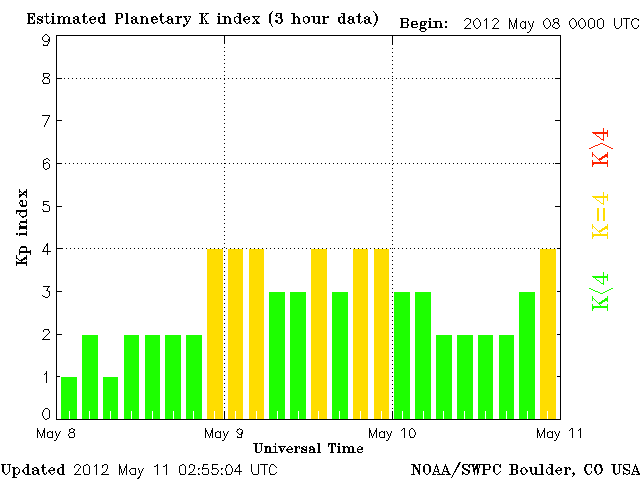 Estimated Planetary K index (3 hour data)
Begin: 2012 May 08 0000 UTC
9
8
7
6
5
4
3
2
1
0
Kp index
K>4
K=4
K<4
May 8
May 9
May 10
May 11
Universal Time
Updated 2012 May 11 02:55:04 UTC
NOAA/SWPC Boulder, CO USA